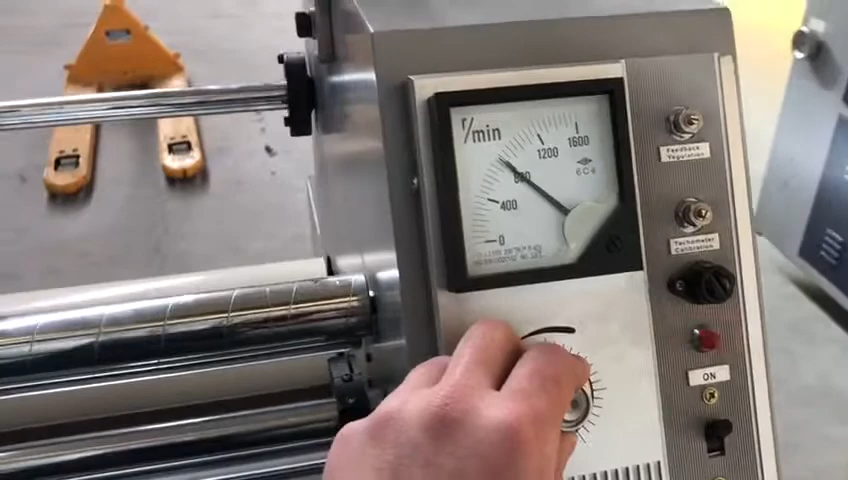 r/min
0
400
800
1200
1600
6C4
Feedback
Regulation
Tachometer
Calibration
ON